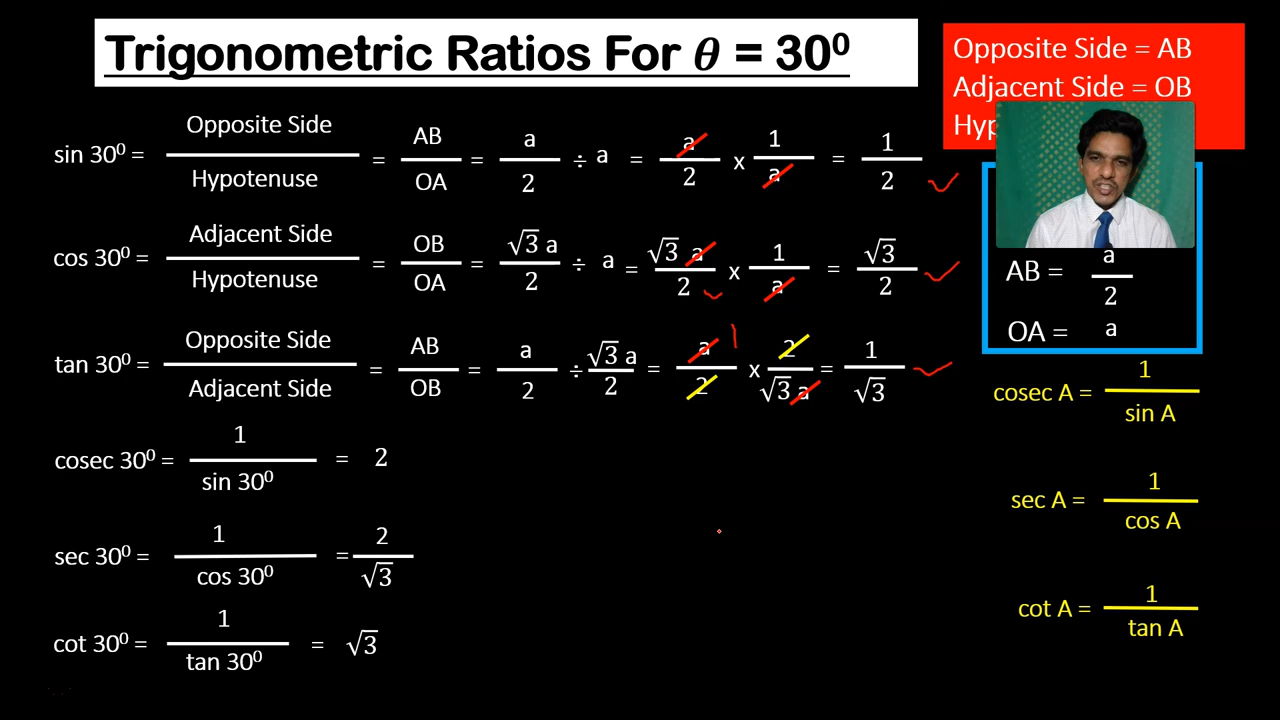 Trigonometric Ratios For θ = 30⁰
Opposite Side = AB
Adjacent Side = OB
sin 30⁰ = Opposite Side / Hypotenuse = AB / OA = a / 2 ÷ a = a / 2 x 1 / a = 1 / 2
cos 30⁰ = Adjacent Side / Hypotenuse = OB / OA = √3 a / 2 ÷ a = √3 a / 2 x 1 / a = √3 / 2
tan 30⁰ = Opposite Side / Adjacent Side = AB / OB = a / 2 ÷ √3 a / 2 = a / 2 x 2 / √3 a = 1 / √3
1
cosec 30⁰ = 1 / sin 30⁰ = 2
sec 30⁰ = 1 / cos 30⁰ = 2 / √3
cot 30⁰ = 1 / tan 30⁰ = √3
AB = a / 2
OA = a
cosec A = 1 / sin A
sec A = 1 / cos A
cot A = 1 / tan A